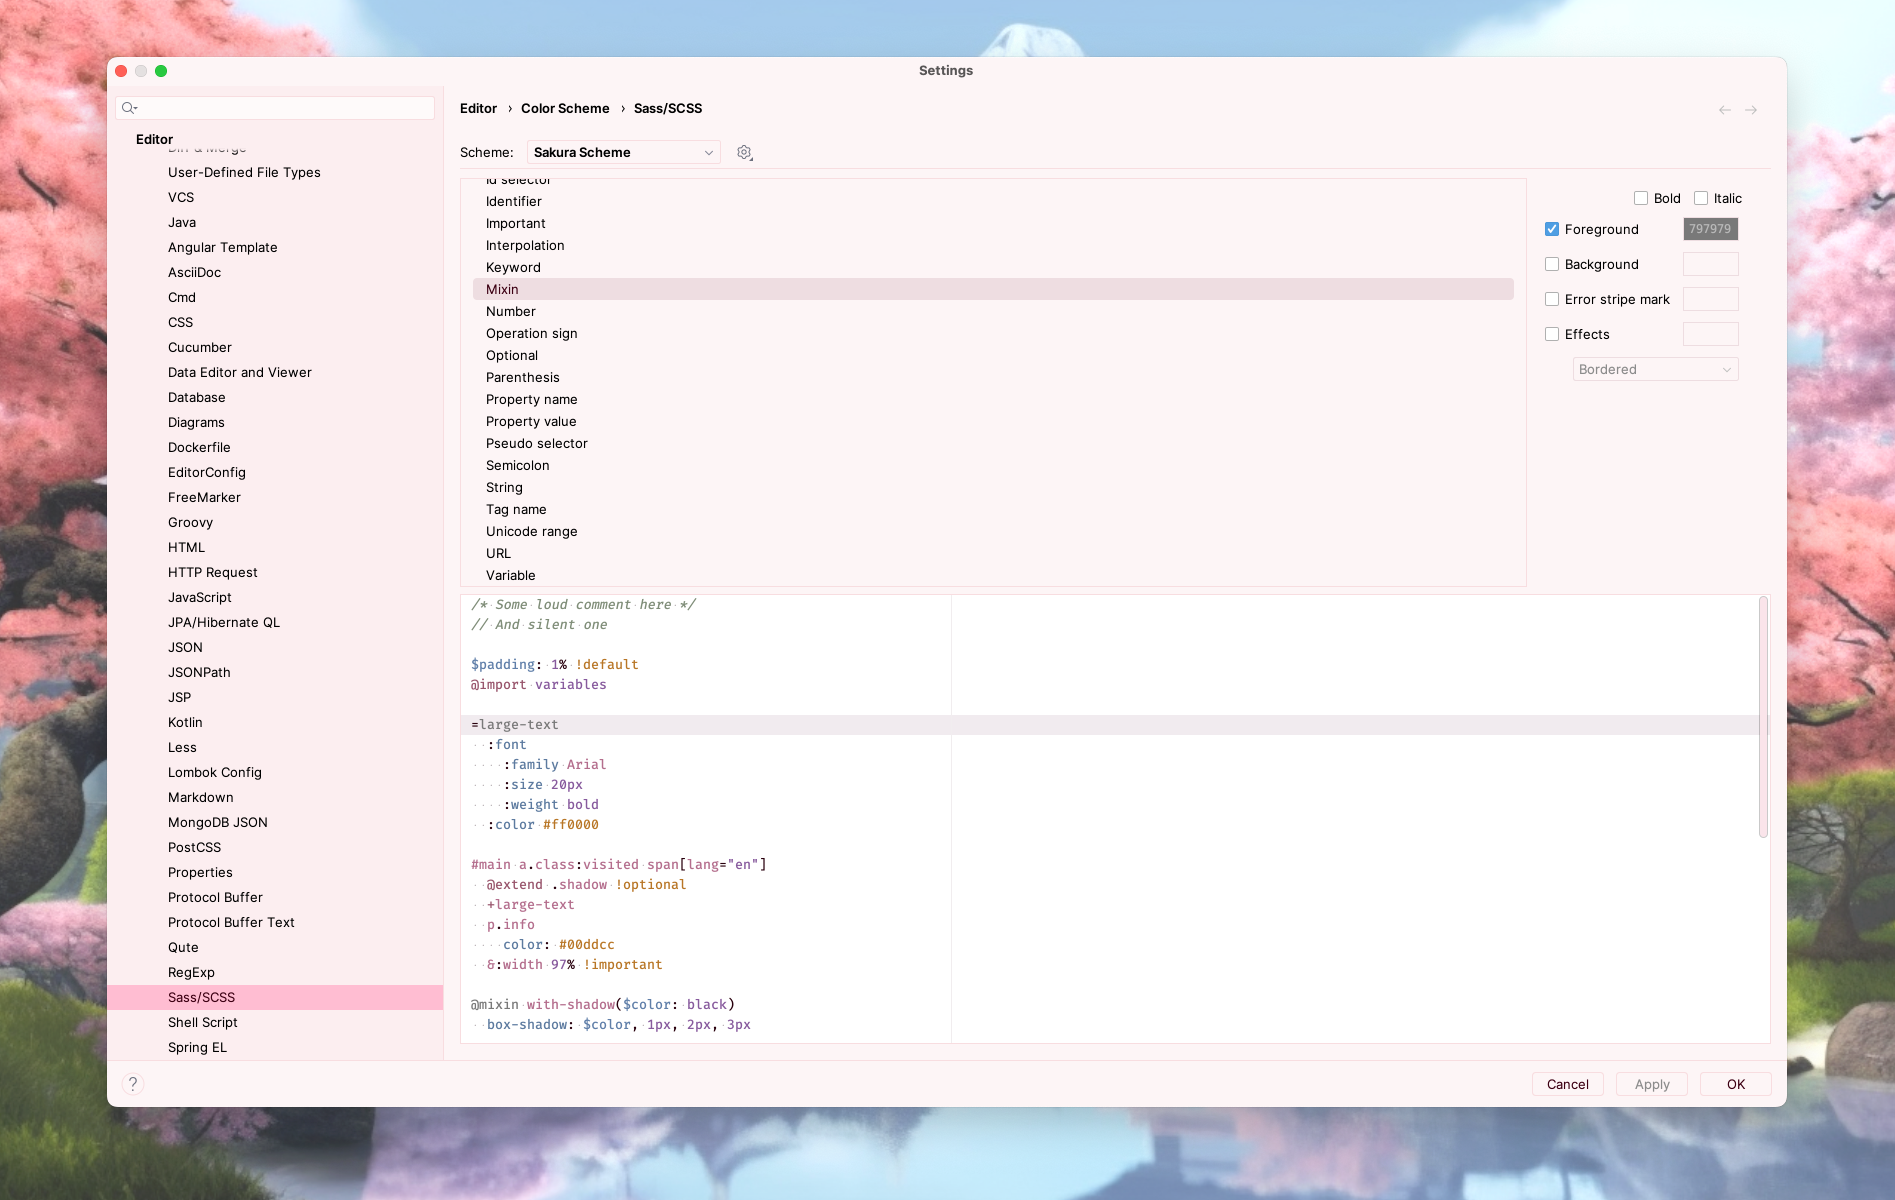 Settings
Editor
Diff & Merge
User-Defined File Types
VCS
Java
Angular Template
AsciiDoc
Cmd
CSS
Cucumber
Data Editor and Viewer
Database
Diagrams
Dockerfile
EditorConfig
FreeMarker
Groovy
HTML
HTTP Request
JavaScript
JPA/Hibernate QL
JSON
JSONPath
JSP
Kotlin
Less
Lombok Config
Markdown
MongoDB JSON
PostCSS
Properties
Protocol Buffer
Protocol Buffer Text
Qute
RegExp
Sass/SCSS
Shell Script
Spring EL
?
Editor › Color Scheme › Sass/SCSS
Scheme: Sakura Scheme
Id selector
Identifier
Important
Interpolation
Keyword
Mixin
Number
Operation sign
Optional
Parenthesis
Property name
Property value
Pseudo selector
Semicolon
String
Tag name
Unicode range
URL
Variable
Bold Italic
Foreground 797979
Background
Error stripe mark
Effects
Bordered
/* Some loud comment here */
// And silent one
$padding: 1% !default
@import variables
=large-text
:font
:family Arial
:size 20px
:weight bold
:color #ff0000
#main a.class:visited span[lang="en"]
@extend .shadow !optional
+large-text
p.info
color: #00ddcc
&:width 97% !important
@mixin with-shadow($color: black)
box-shadow: $color, 1px, 2px, 3px
Cancel Apply OK